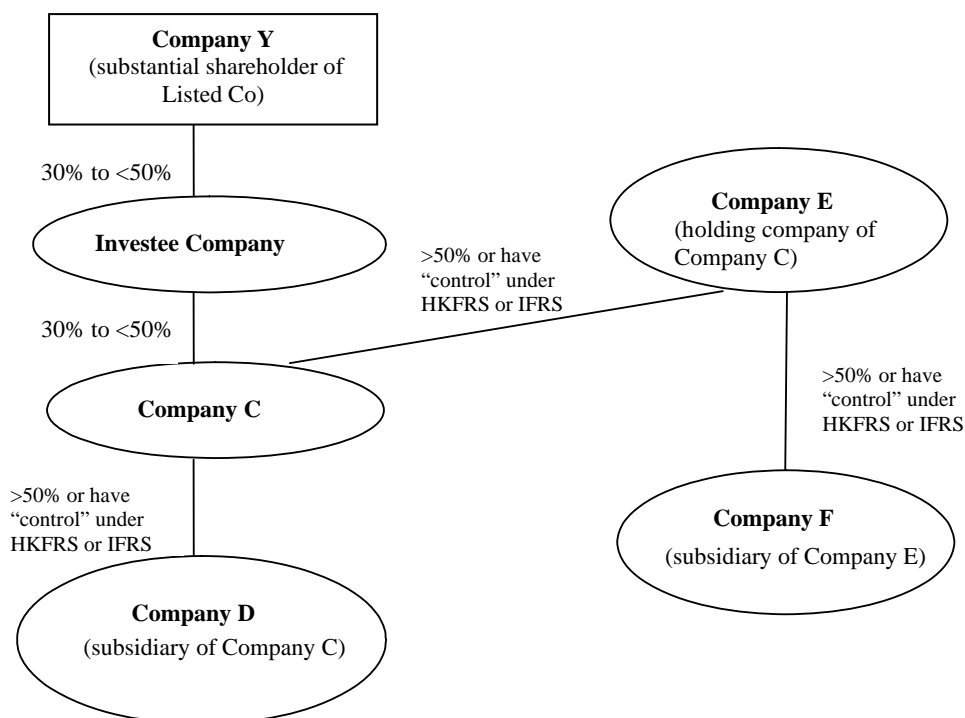 Company Y
(substantial shareholder of
Listed Co)
30% to <50%
Investee Company
30% to <50%
Company C
>50% or have
“control” under
HKFRS or IFRS
Company D
(subsidiary of Company C)
>50% or have
“control” under
HKFRS or IFRS
Company E
(holding company of
Company C)
>50% or have
“control” under
HKFRS or IFRS
Company F
(subsidiary of Company E)